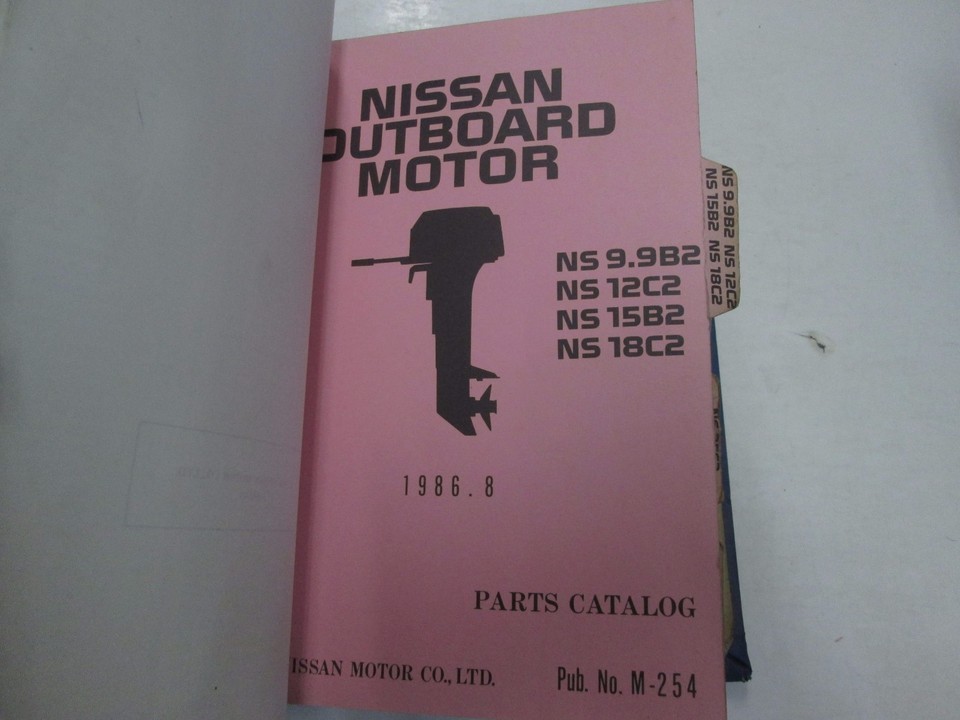 NISSAN
OUTBOARD
MOTOR
NS 9.9B2
NS 12C2
NS 15B2
NS 18C2
1986.8
PARTS CATALOG
ISSAN MOTOR CO., LTD.
Pub. No. M-254
NS 9.9B2 NS 12C2
NS 15B2 NS 18C2